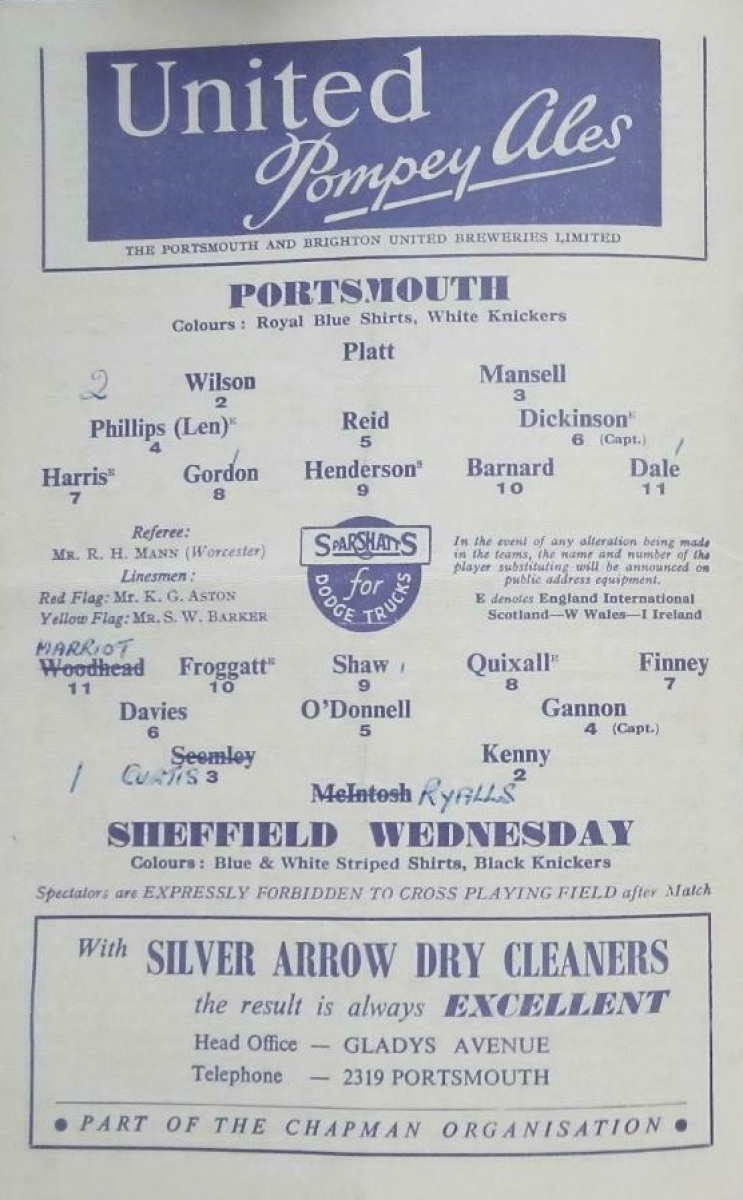 United
Pompey Ales
THE PORTSMOUTH AND BRIGHTON UNITED BREWERIES LIMITED
PORTSMOUTH
Colours: Royal Blue Shirts, White Knickers
Platt
2 Wilson Mansell
2 3
Phillips (Len)ᴱ Reid Dickinsonᴱ
4 5 6 (Capt.)
Harrisᴱ Gordon Hendersonˢ Barnard Dale
7 8 9 10 11
Referee:
MR. R. H. MANN (Worcester)
Linesmen:
Red Flag: MR. K. G. ASTON
Yellow Flag: MR. S. W. BARKER
SPARSHATTS
for
DODGE TRUCKS
In the event of any alteration being made
in the teams, the name and number of the
player substituting will be announced on
public address equipment.
E denotes England International
Scotland—W Wales—I Ireland
MARRIOT
Woodhead Froggattᴱ Shaw Quixallᴱ Finney
11 10 9 8 7
Davies O'Donnell Gannon
6 5 4 (Capt.)
Seemley Kenny
1 CURTIS 3 2
McIntosh RYALLS
SHEFFIELD WEDNESDAY
Colours: Blue & White Striped Shirts, Black Knickers
Spectators are EXPRESSLY FORBIDDEN TO CROSS PLAYING FIELD after Match
With SILVER ARROW DRY CLEANERS
the result is always EXCELLENT
Head Office — GLADYS AVENUE
Telephone — 2319 PORTSMOUTH
• PART OF THE CHAPMAN ORGANISATION •